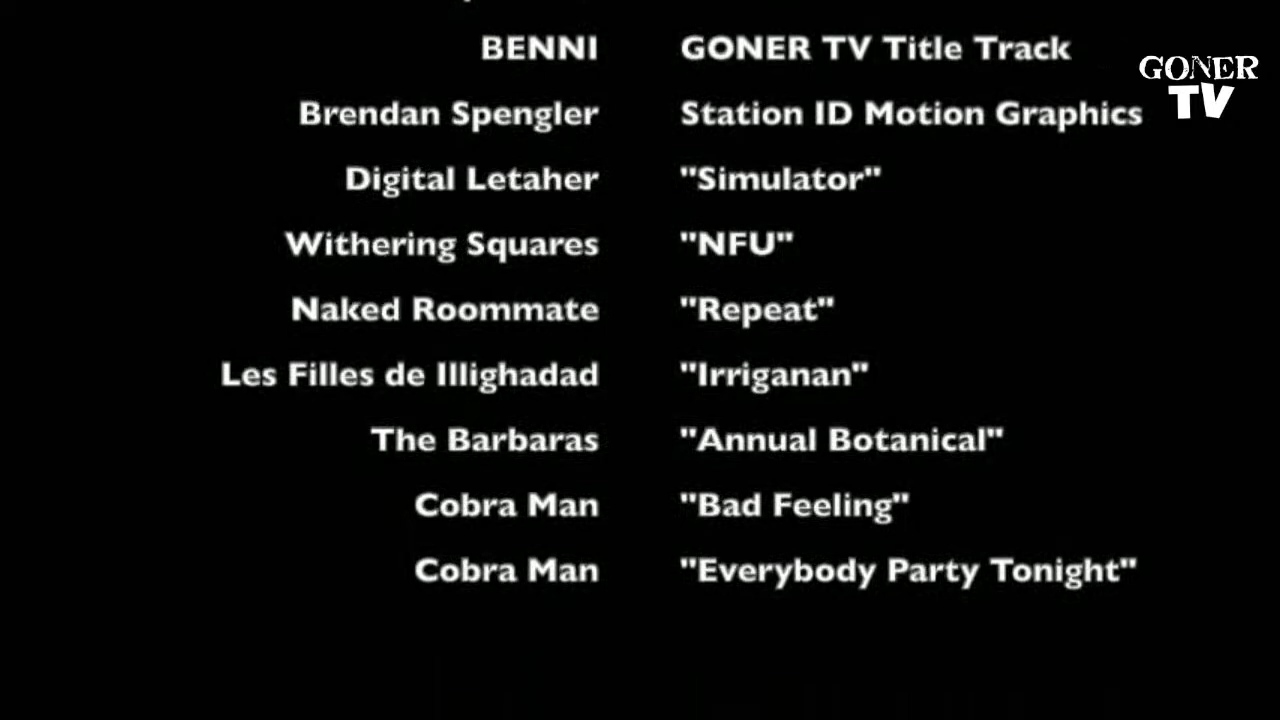 BENNI GONER TV Title Track
GONER
TV
Brendan Spengler Station ID Motion Graphics
Digital Letaher "Simulator"
Withering Squares "NFU"
Naked Roommate "Repeat"
Les Filles de Illighadad "Irriganan"
The Barbaras "Annual Botanical"
Cobra Man "Bad Feeling"
Cobra Man "Everybody Party Tonight"